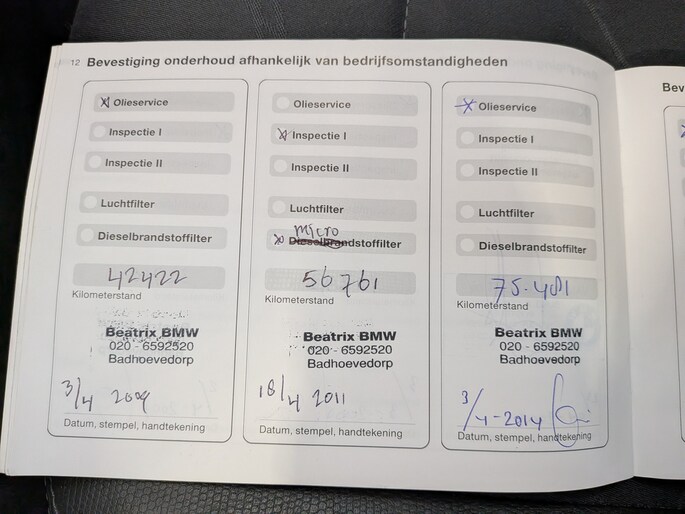 12 Bevestiging onderhoud afhankelijk van bedrijfsomstandigheden
Olieservice
Inspectie I
Inspectie II
Luchtfilter
Dieselbrandstoffilter
42422
Kilometerstand
Beatrix BMW
020 - 6592520
Badhoevedorp
3/4 2009
Datum, stempel, handtekening
Olieservice
Inspectie I
Inspectie II
Luchtfilter
micro
Dieselbrandstoffilter
56761
Kilometerstand
Beatrix BMW
020 - 6592520
Badhoevedorp
18/4 2011
Datum, stempel, handtekening
Olieservice
Inspectie I
Inspectie II
Luchtfilter
Dieselbrandstoffilter
75.481
Kilometerstand
Beatrix BMW
020 - 6592520
Badhoevedorp
3/4-2014
Datum, stempel, handtekening
Bev